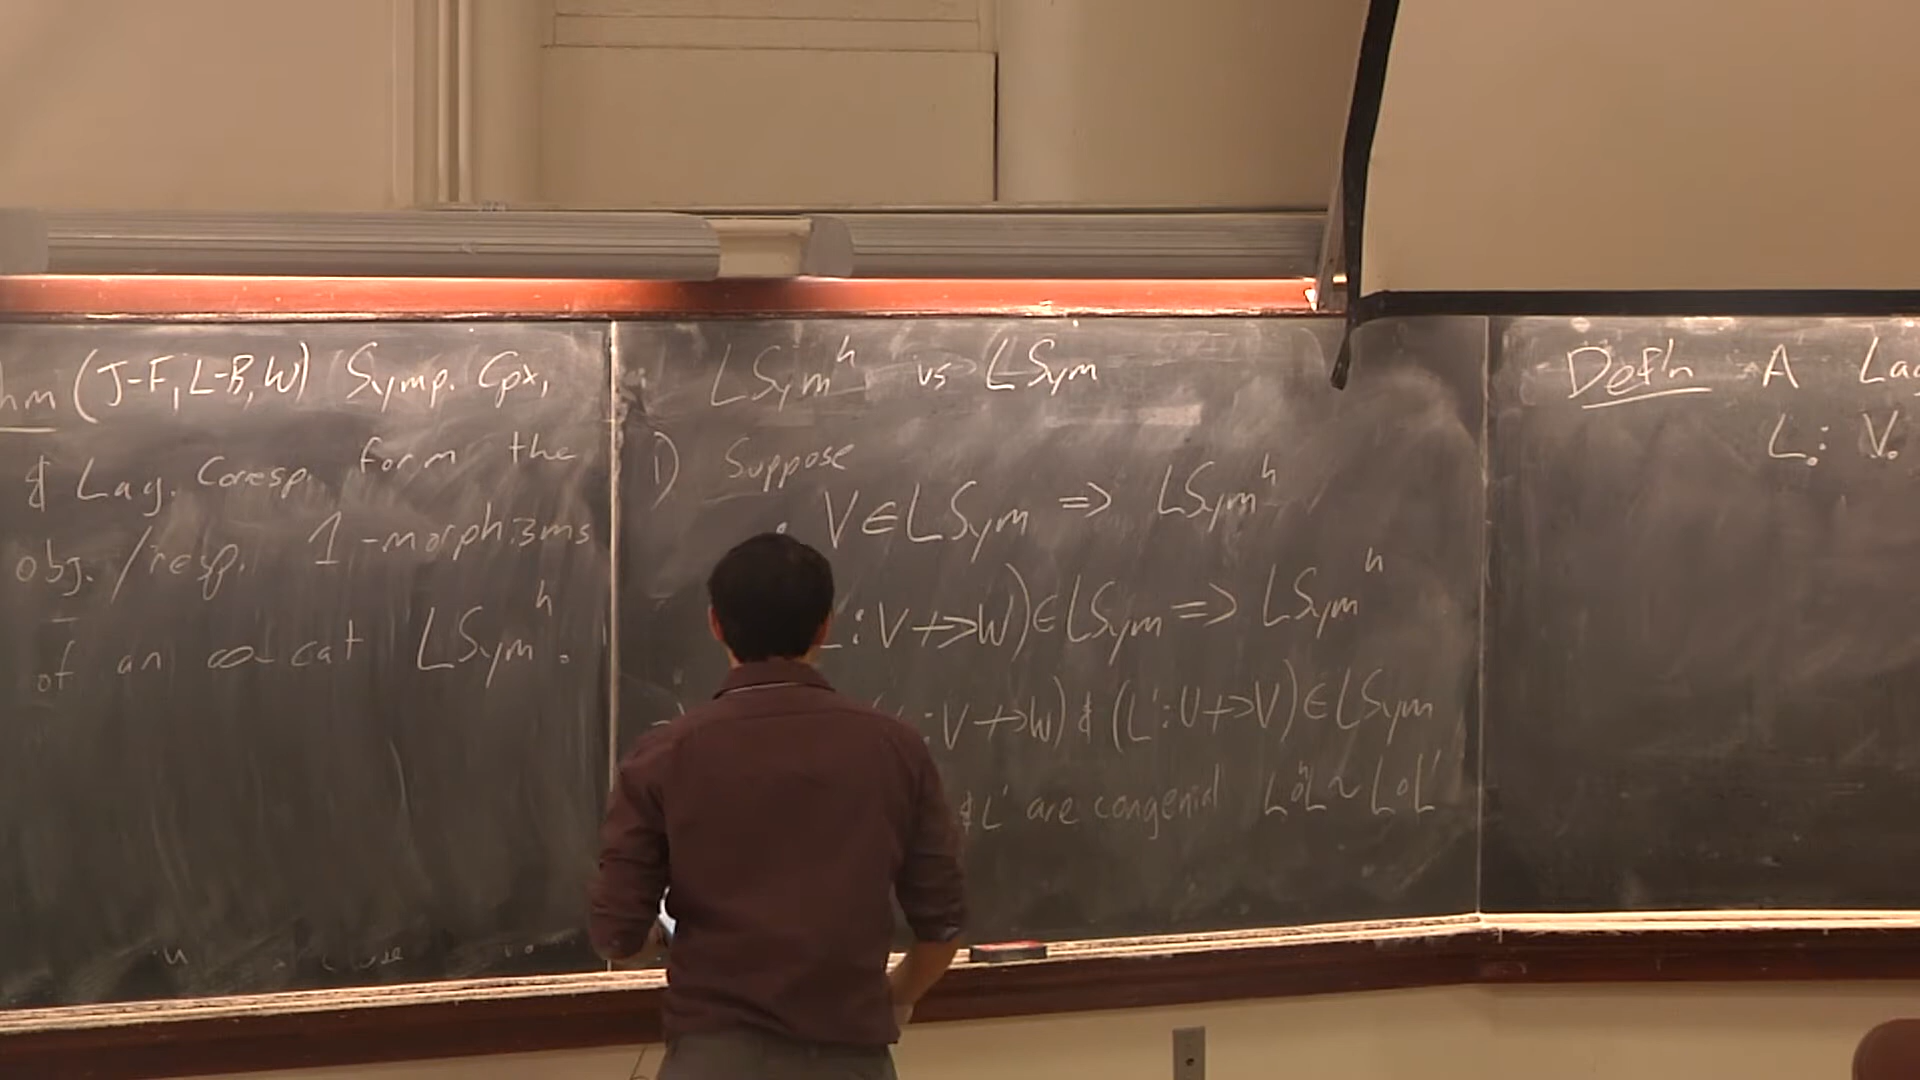 hm (J-F, L-B, W) Symp. Cpx,
& Lag. Coresp. form the
obj. /resp. 1-morphisms
of an ∞-cat LSym^h.
LSym^h vs LSym
1) Suppose
• V ∈ LSym => LSym^h
: V +> W) ∈ LSym => LSym^h
: V +> W) & (L' : U +> V) ∈ LSym
& L' are congenial L ∘^h L ~ L∘L'
Def'n A Lag
L.: V.